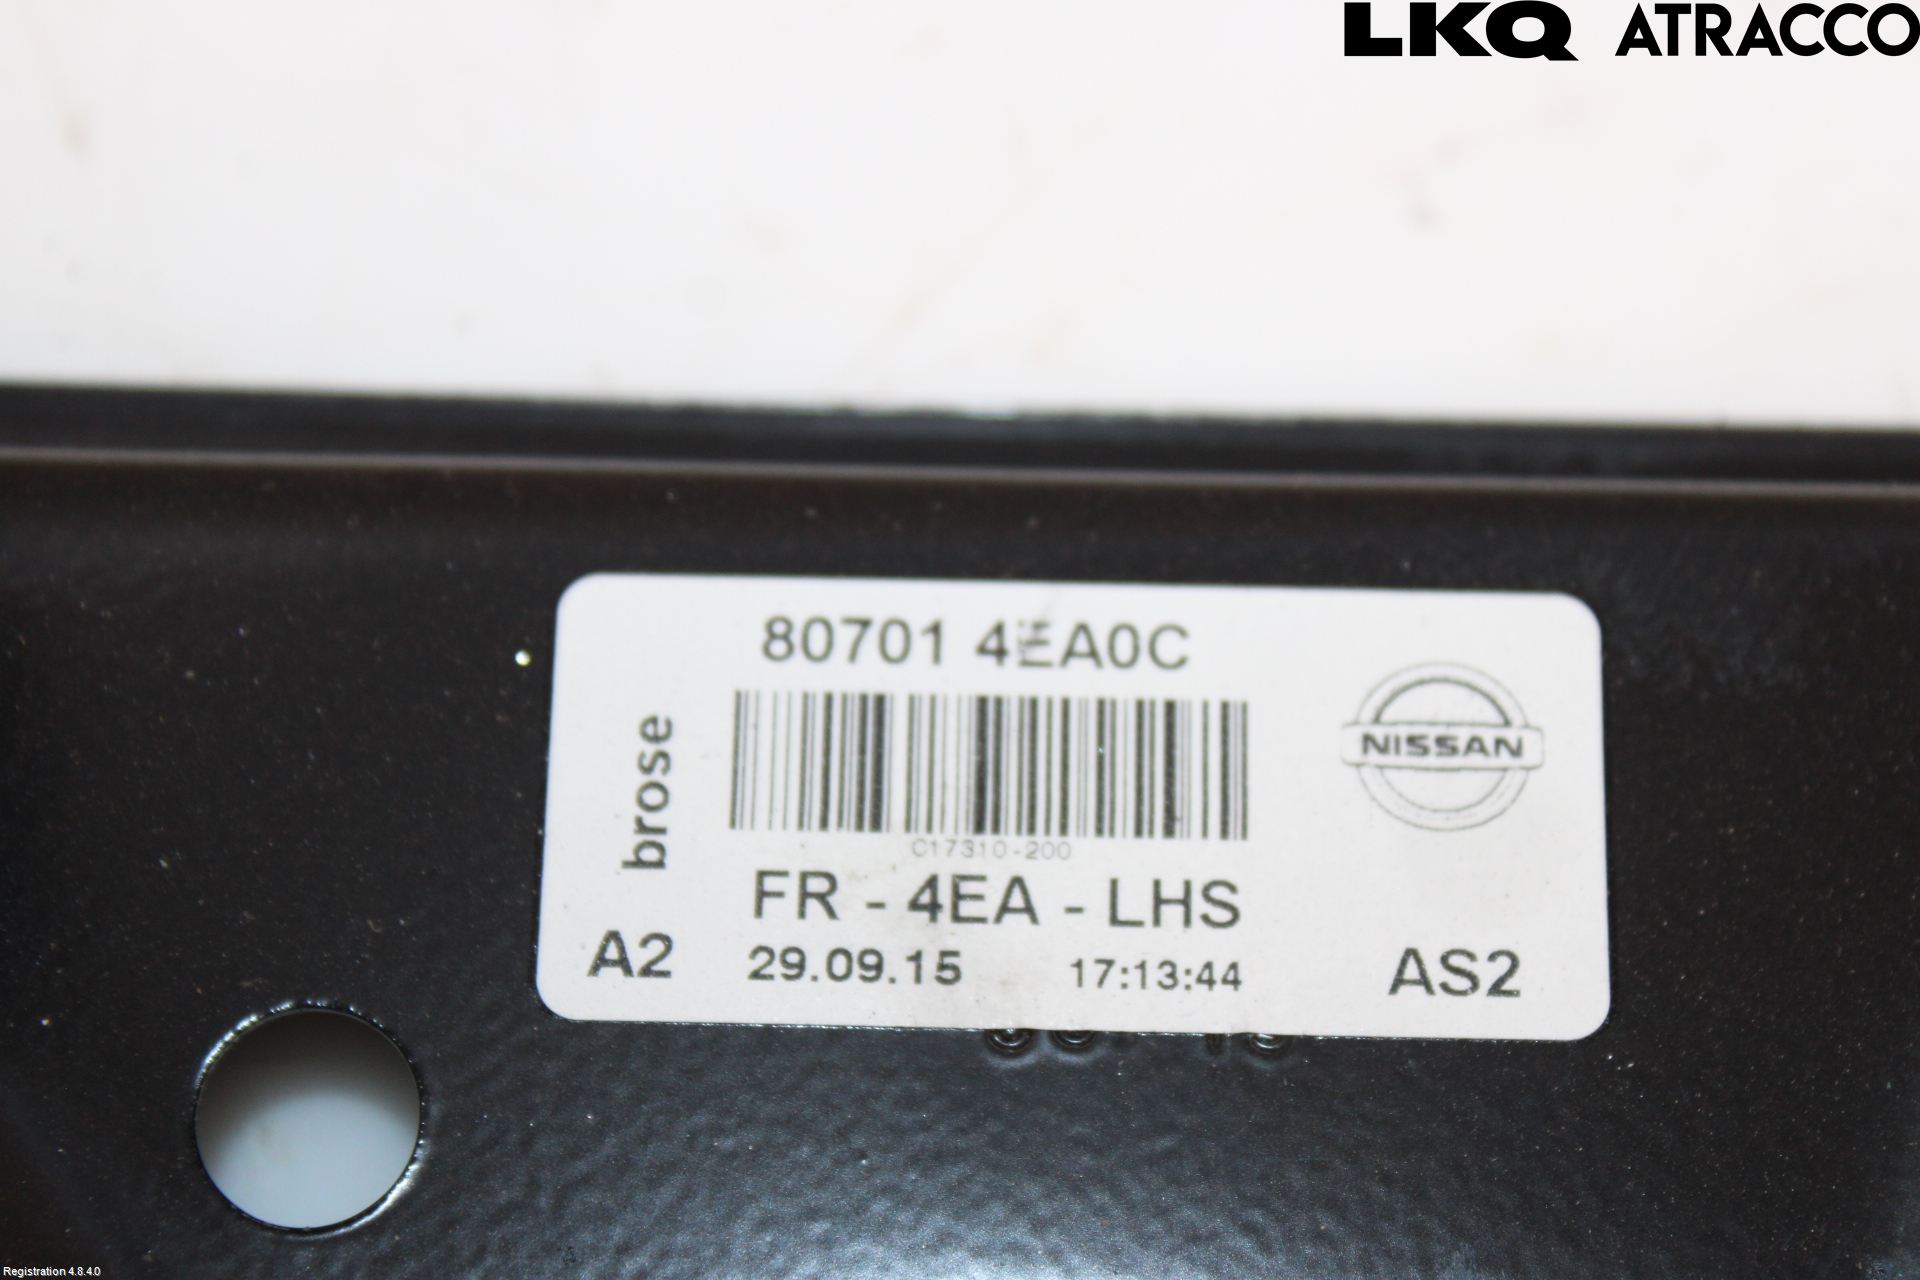 LKQ ATRACCO
80701 4EA0C
brose
NISSAN
C17310-200
FR - 4EA - LHS
A2
29.09.15 17:13:44
AS2
Registration 4.8.4.0